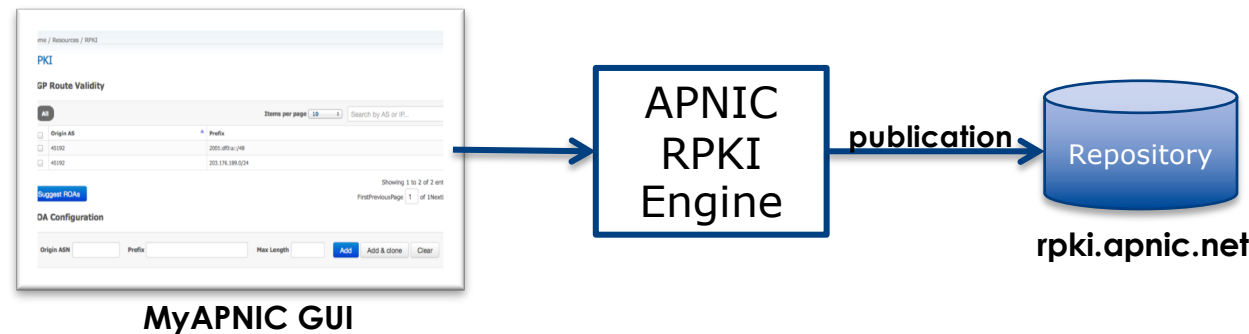 ome / Resources / RPKI
PKI
GP Route Validity
All
Items per page 10
Search by AS or IP...
Origin AS
Prefix
45192
2001:df0:a::/48
45192
203.176.189.0/24
Suggest ROAs
Showing 1 to 2 of 2 ent
FirstPreviousPage 1 of 1Next
OA Configuration
Origin ASN
Prefix
Max Length
Add
Add & clone
Clear
MyAPNIC GUI
APNIC
RPKI
Engine
publication
Repository
rpki.apnic.net